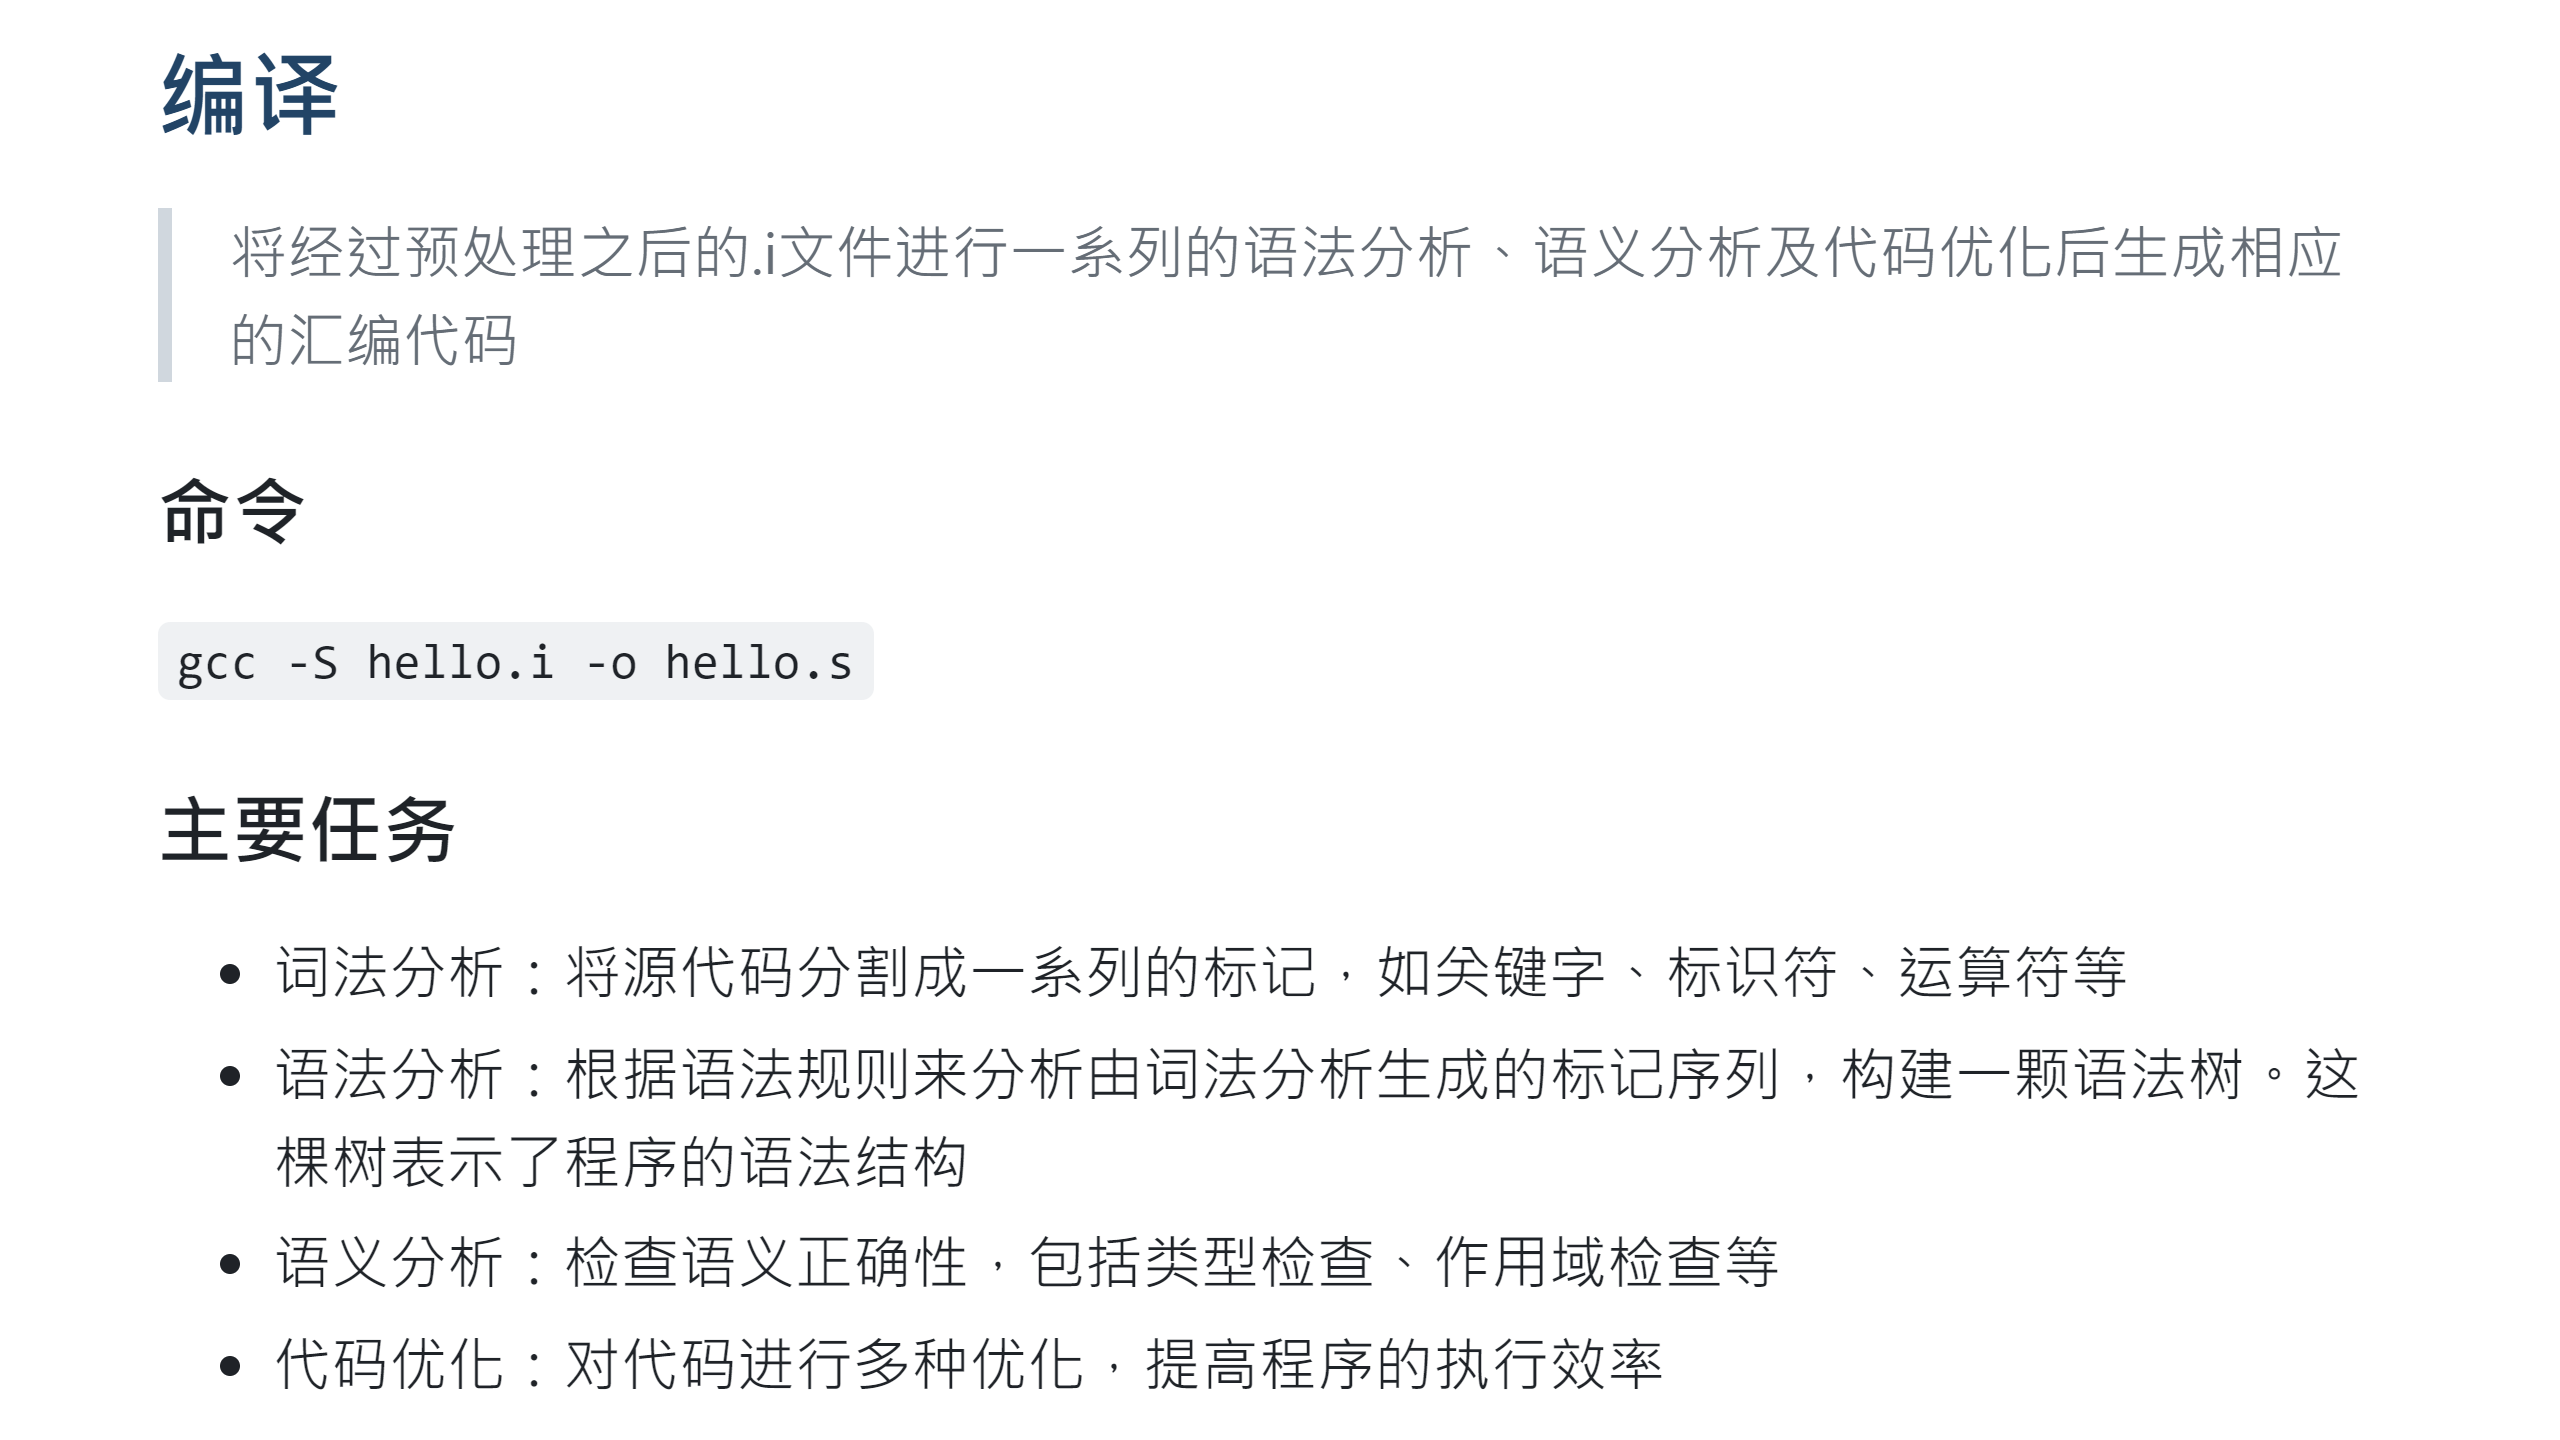 编译
将经过预处理之后的.i文件进行一系列的语法分析、语义分析及代码优化后生成相应
的汇编代码
命令
gcc -S hello.i -o hello.s
主要任务
词法分析：将源代码分割成一系列的标记，如关键字、标识符、运算符等
语法分析：根据语法规则来分析由词法分析生成的标记序列，构建一颗语法树。这
棵树表示了程序的语法结构
语义分析：检查语义正确性，包括类型检查、作用域检查等
代码优化：对代码进行多种优化，提高程序的执行效率